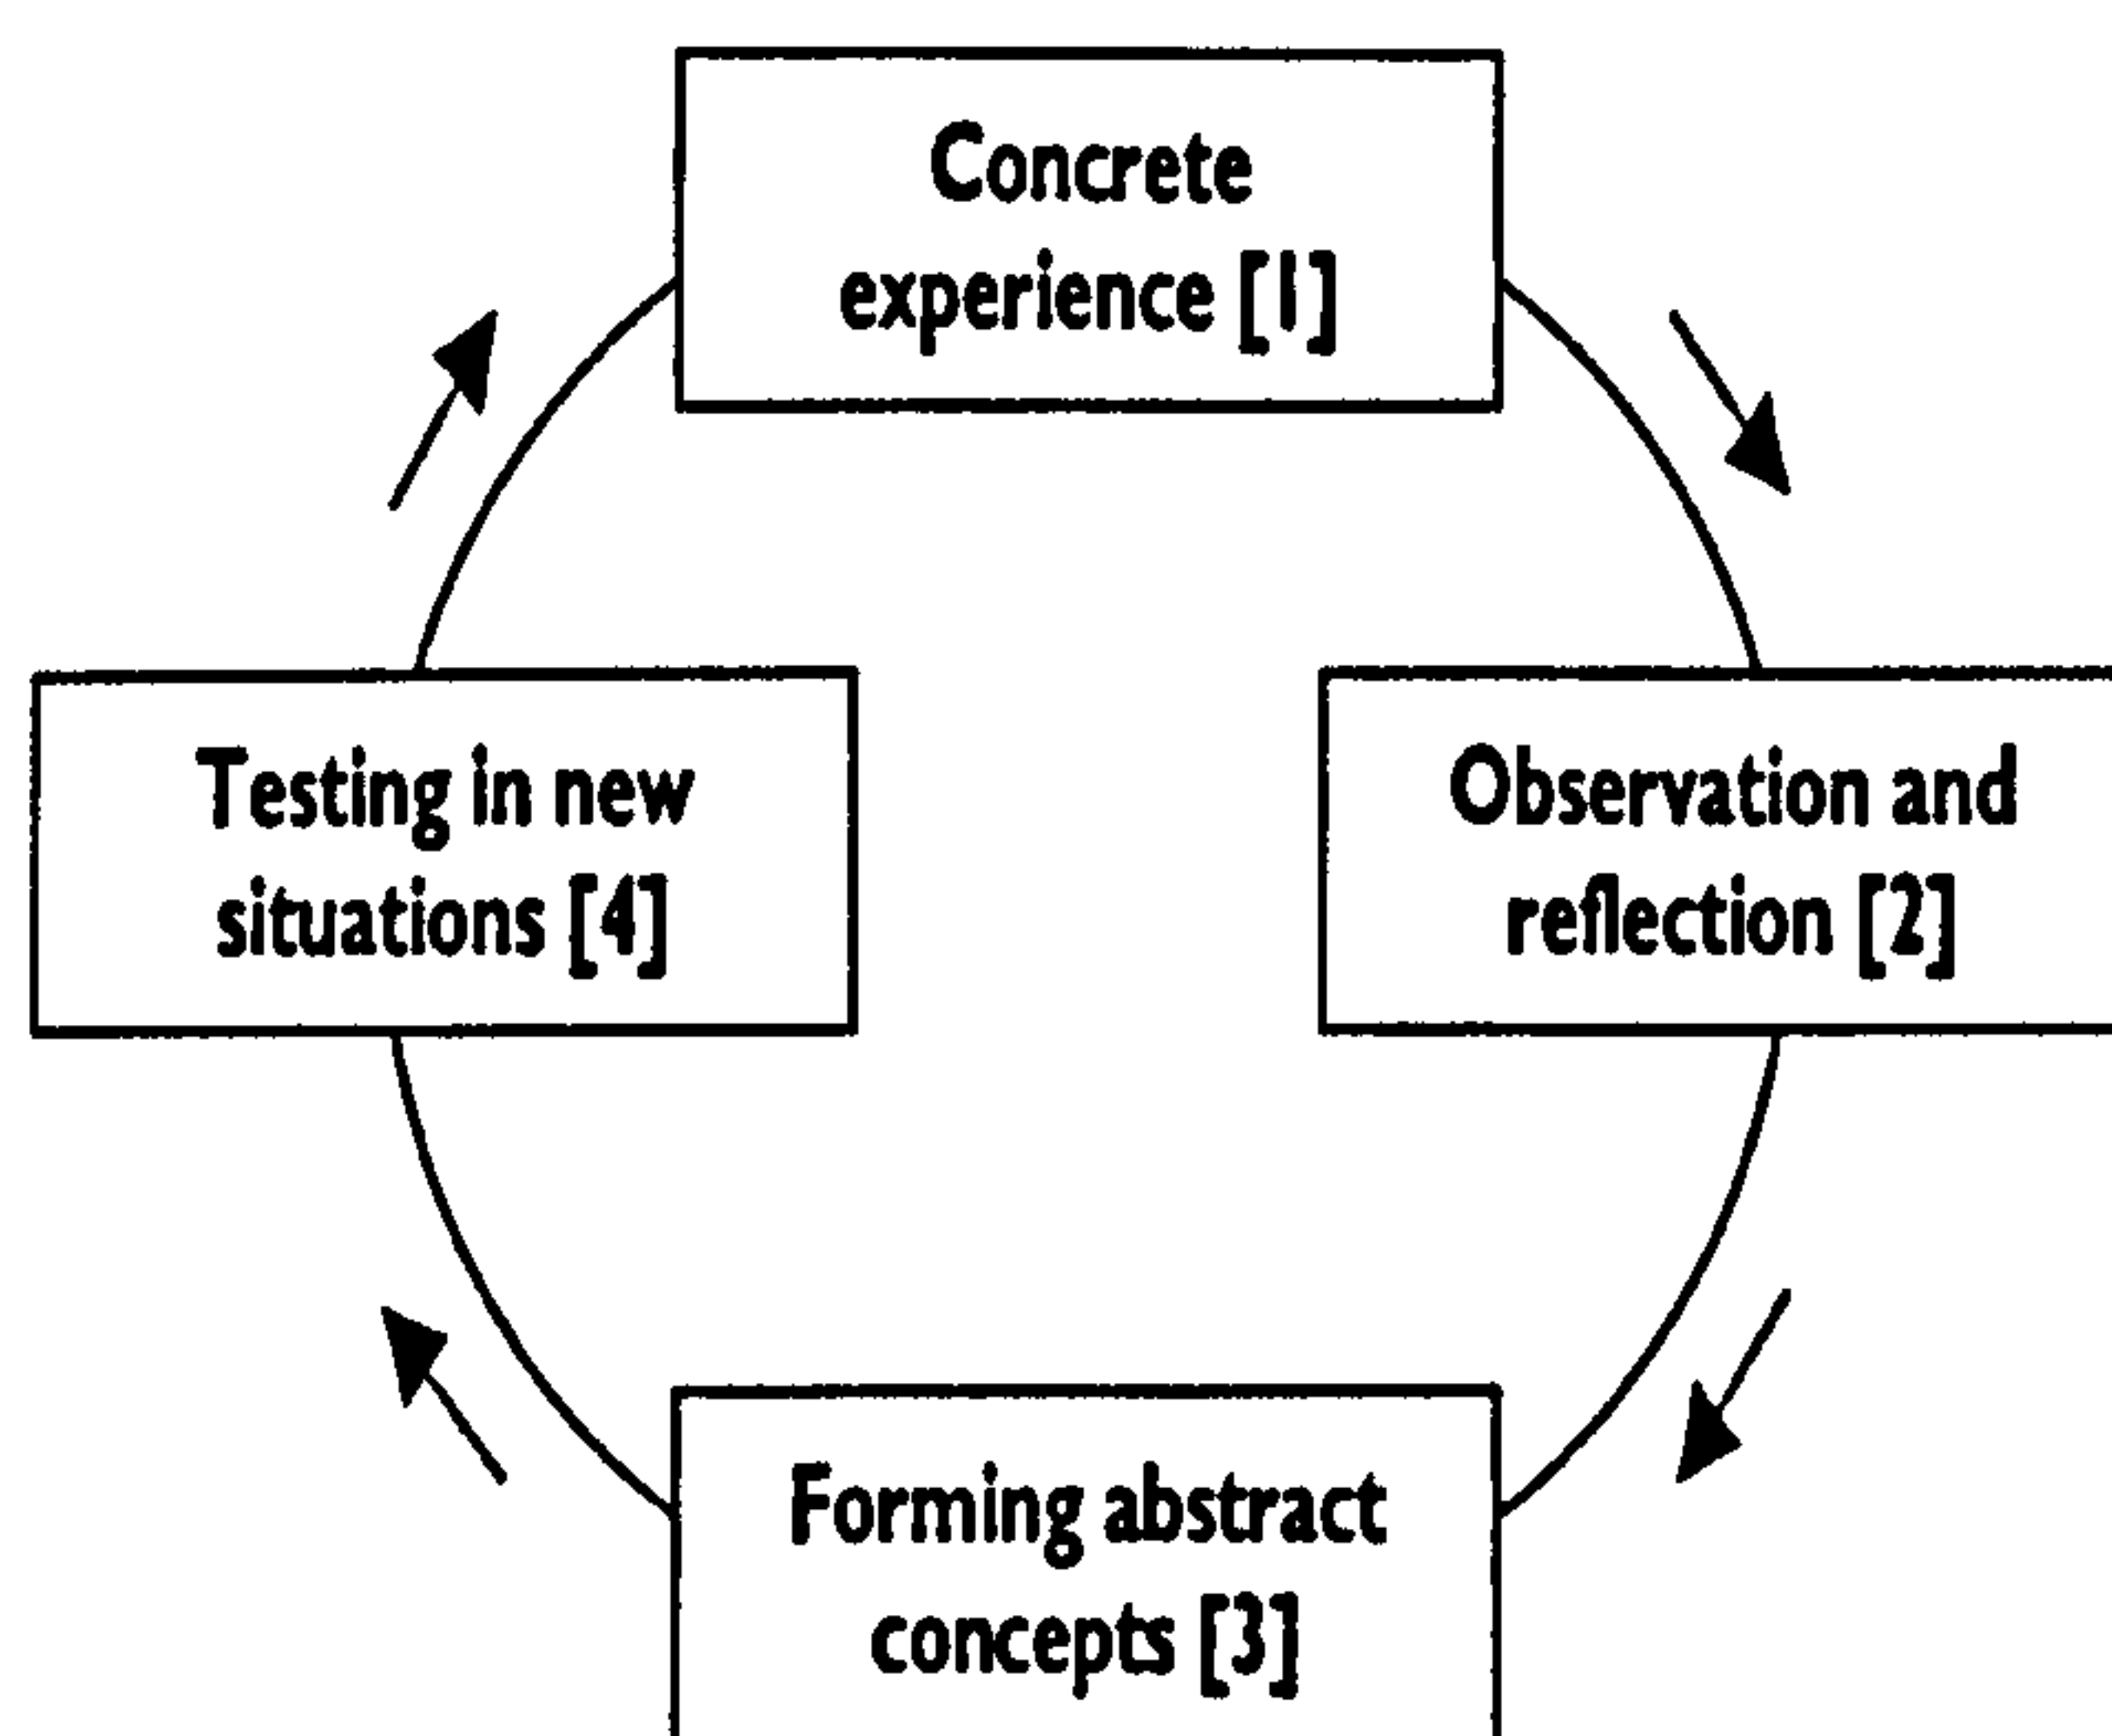 Concrete
experience [1]
Testing in new
situations [4]
Observation and
reflection [2]
Forming abstract
concepts [3]